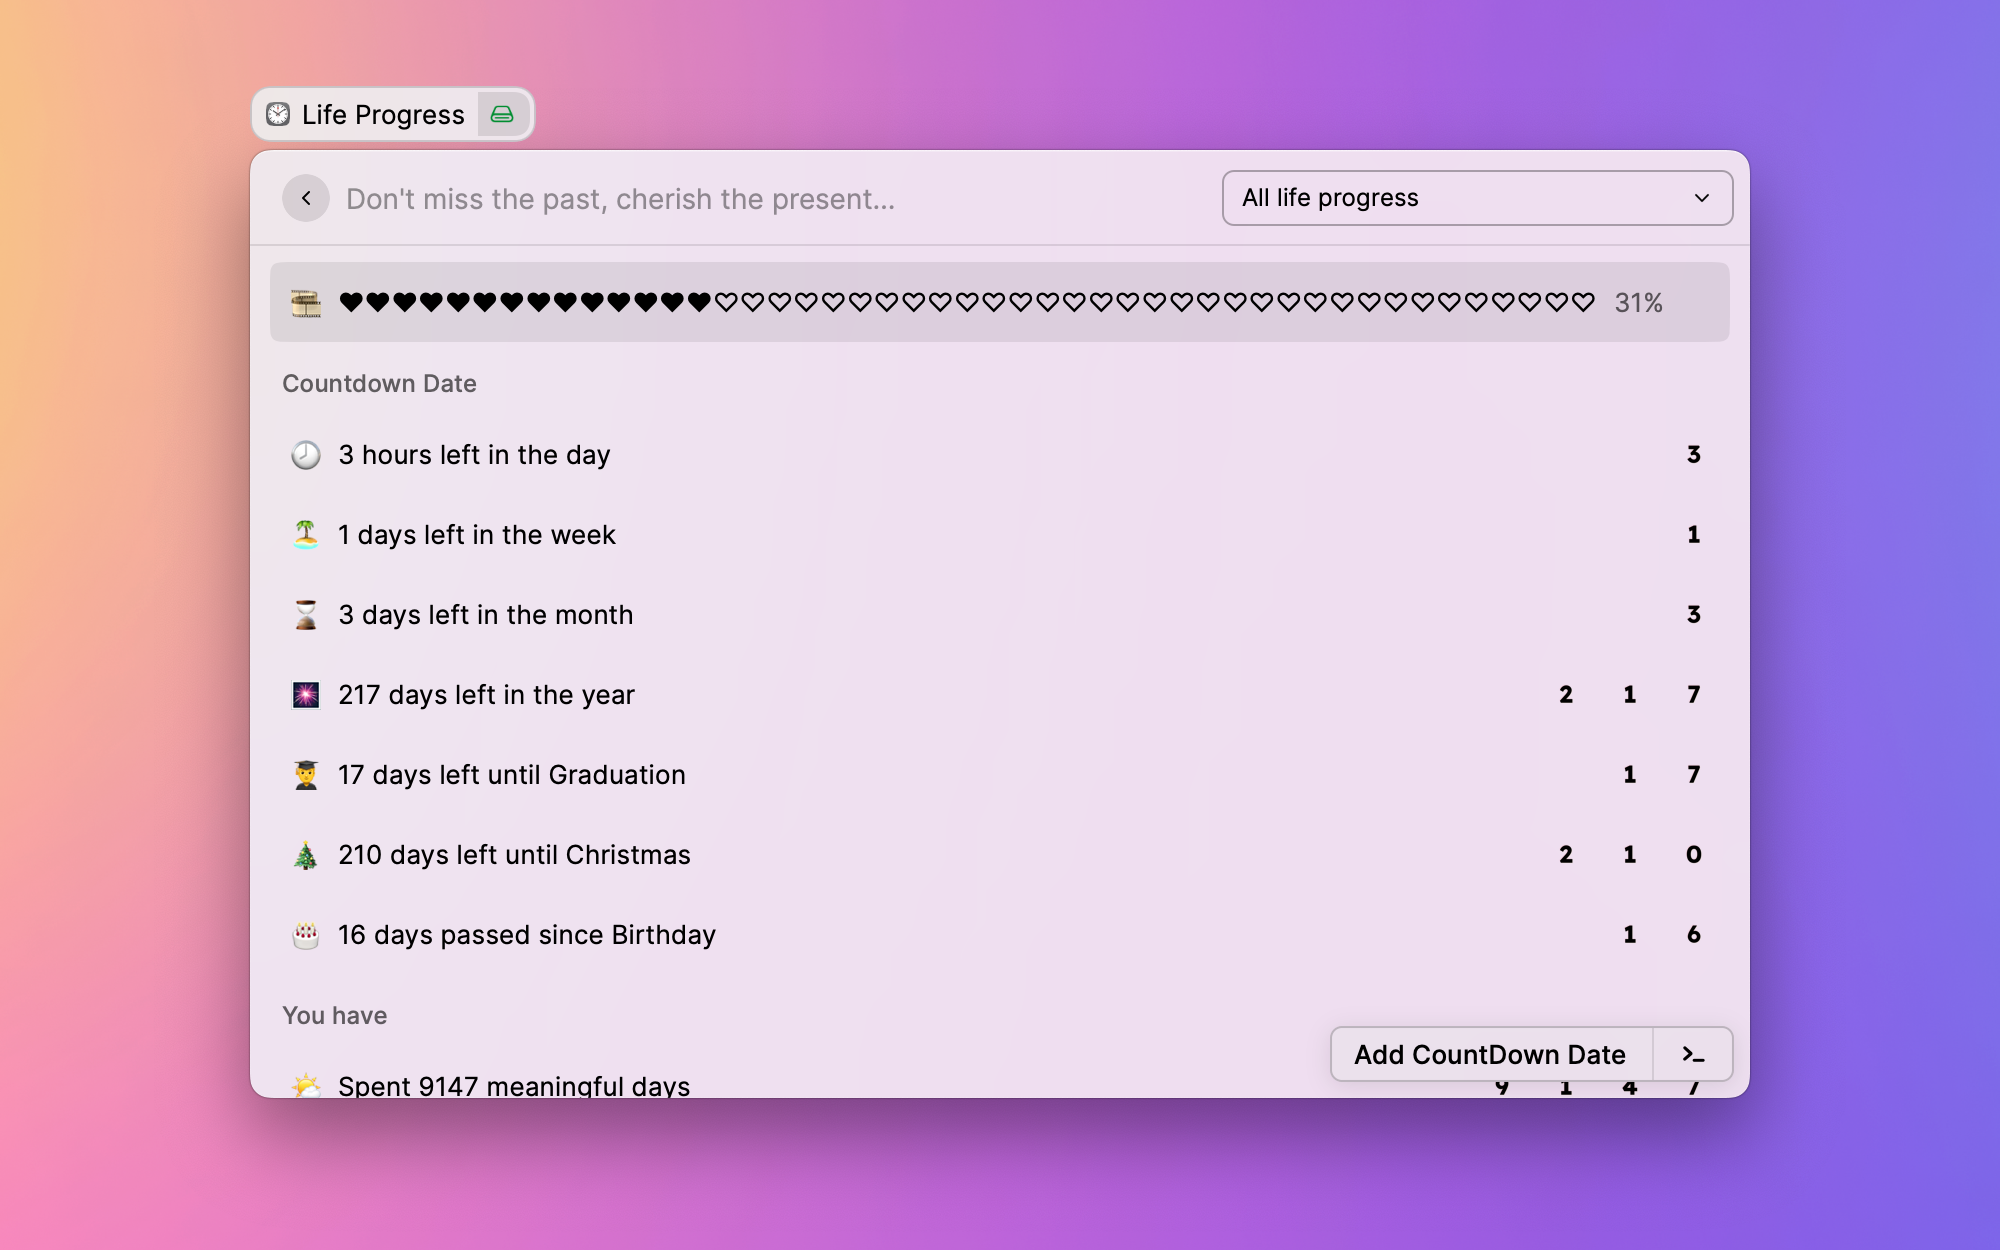 Life Progress
Don't miss the past, cherish the present...
All life progress
31%
Countdown Date
3 hours left in the day 3
1 days left in the week 1
3 days left in the month 3
217 days left in the year 2 1 7
17 days left until Graduation 1 7
210 days left until Christmas 2 1 0
16 days passed since Birthday 1 6
You have
Add CountDown Date >_
Spent 9147 meaningful days 9 1 4 7